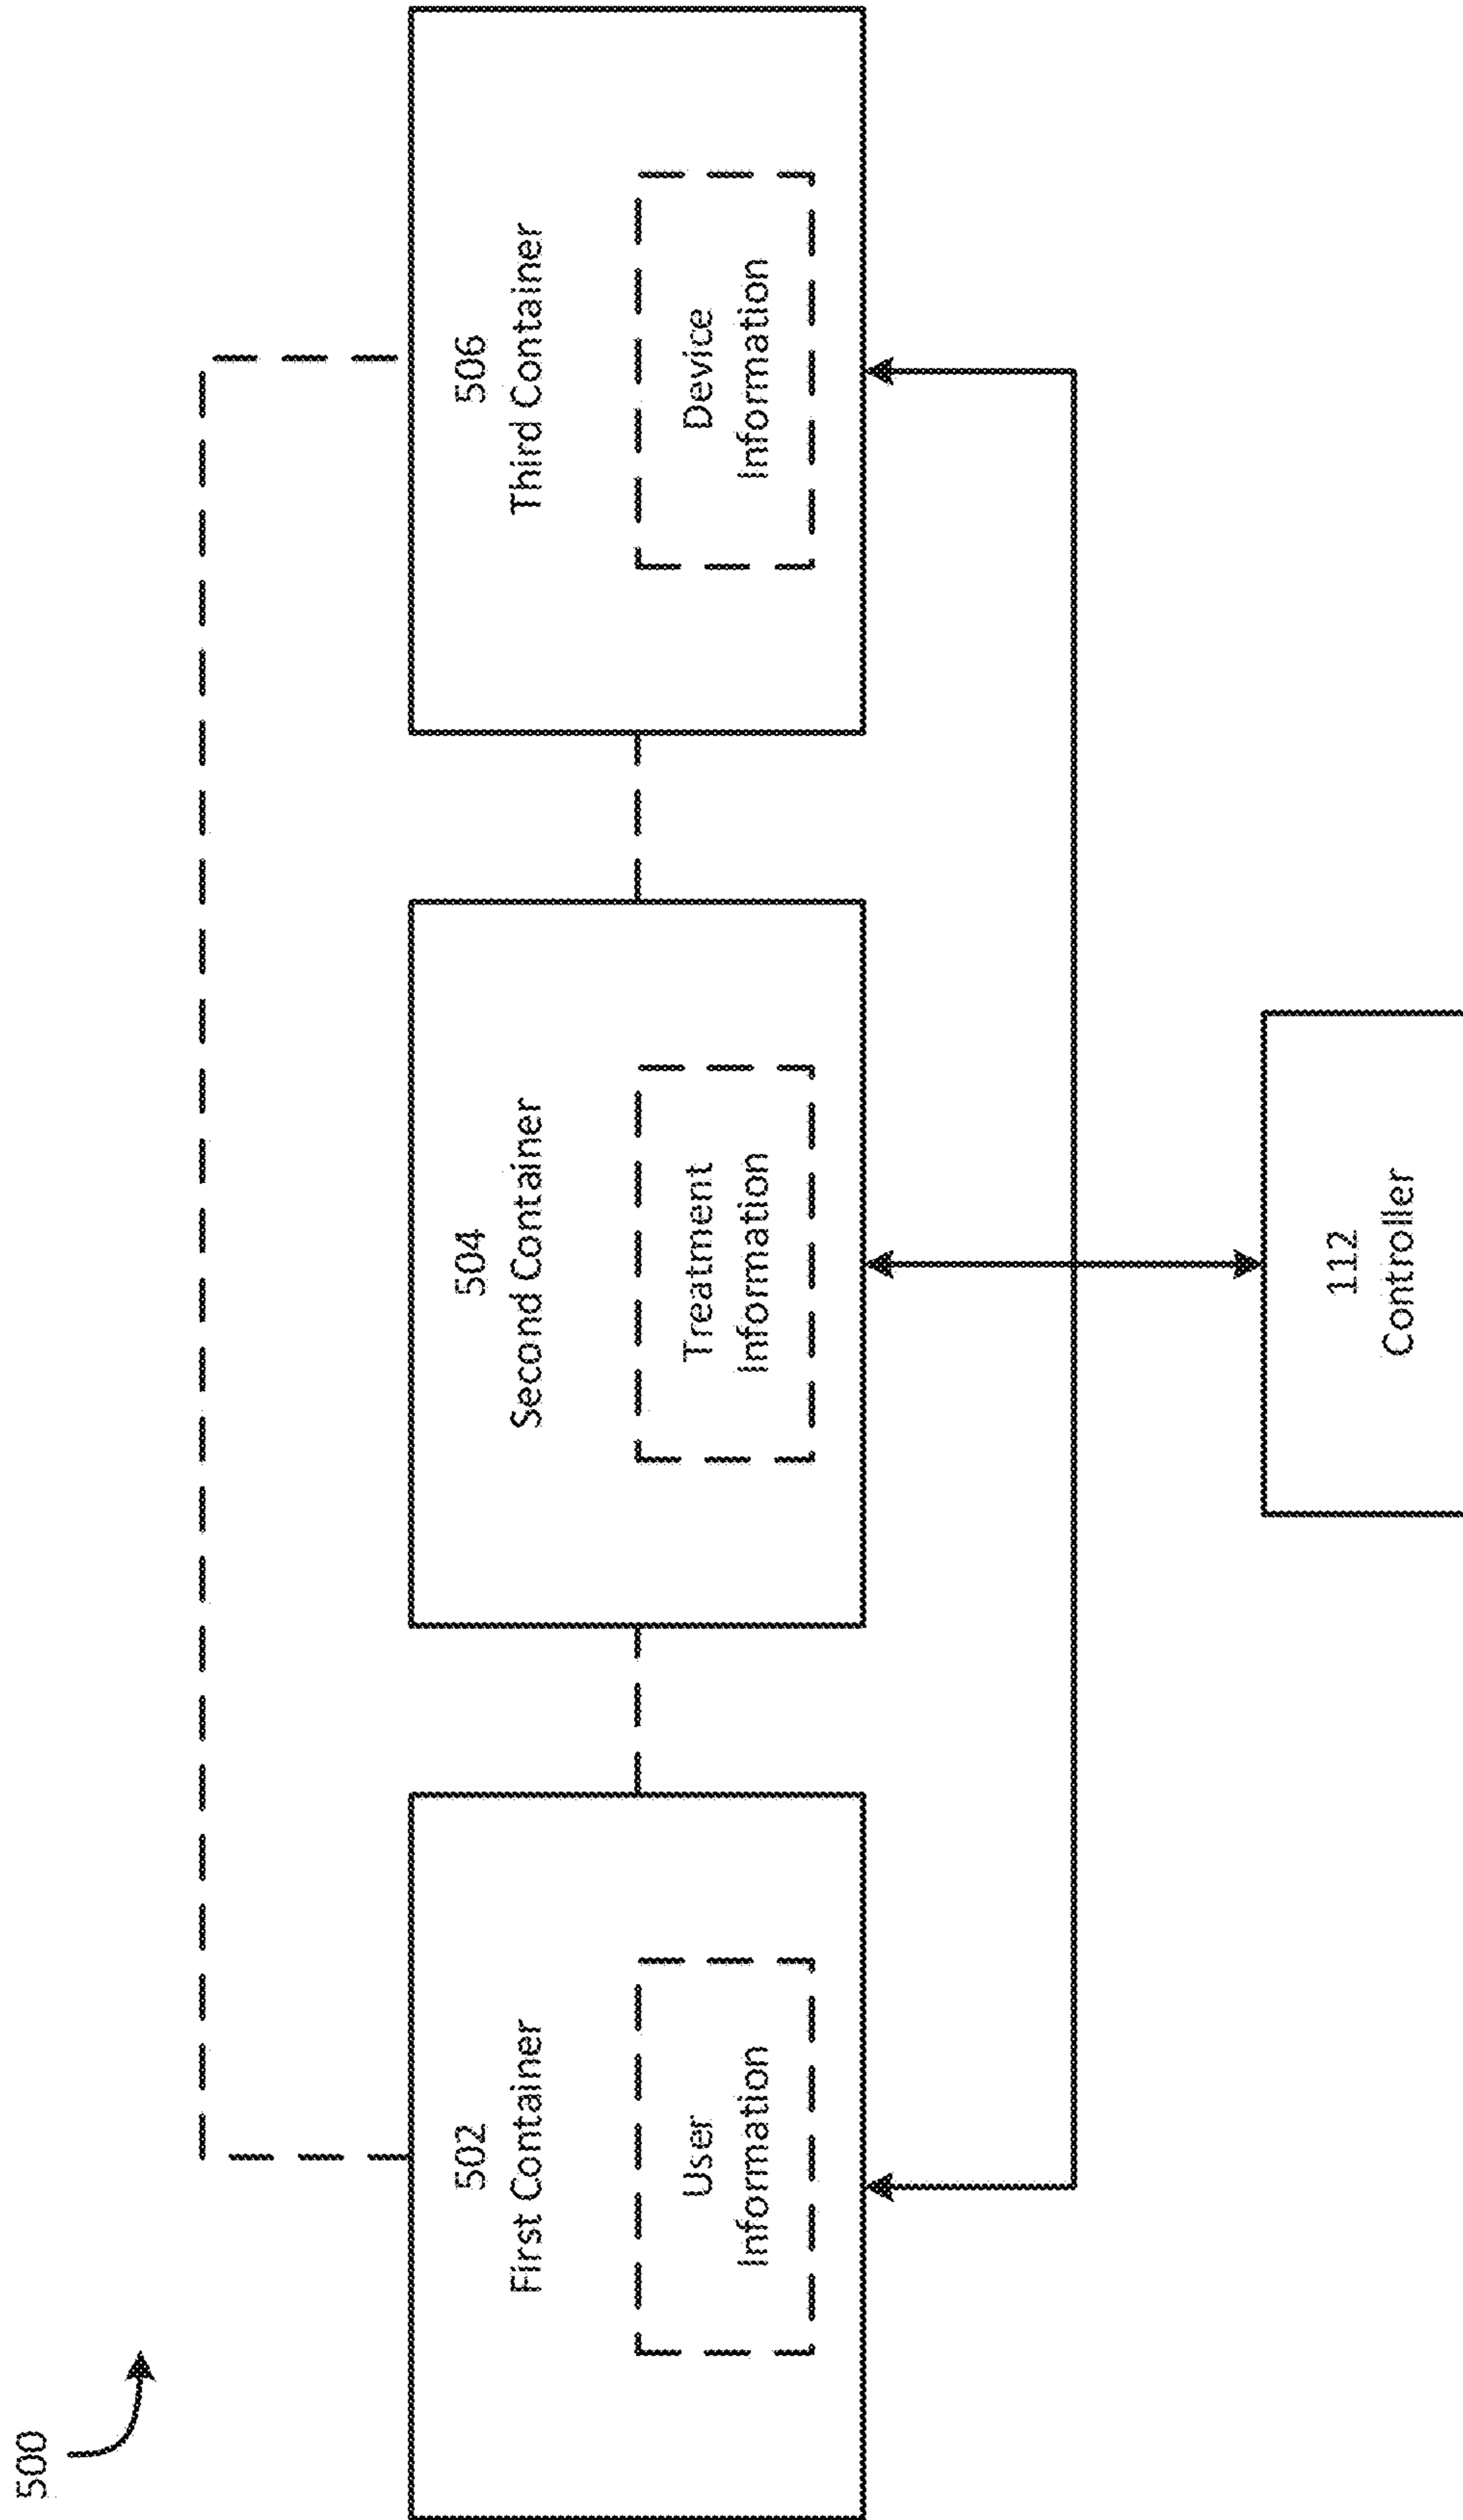 500
502
First Container
User
Information
504
Second Container
Treatment
Information
506
Third Container
Device
Information
112
Controller